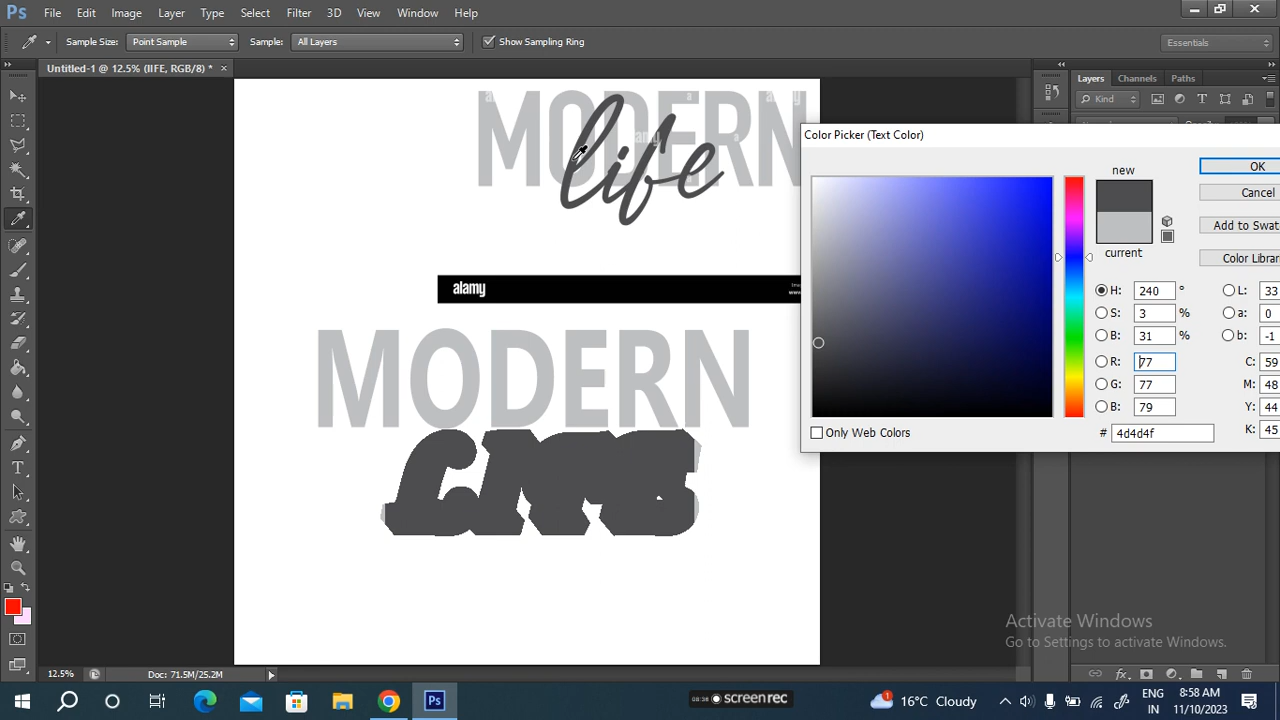 Ps File Edit Image Layer Type Select Filter 3D View Window Help
Sample Size: Point Sample Sample: All Layers Show Sampling Ring Essentials
Untitled-1 @ 12.5% (lIFE, RGB/8) * ×
Layers Channels Paths
Kind
MODERN
life
alamy
alamy
a
a
alamy
MODERN
LIFE
Color Picker (Text Color)
new
current
OK
Cancel
Add to Swat
Color Librar
H: 240 ° L: 33
S: 3 % a: 0
B: 31 % b: -1
R: 77 C: 59
G: 77 M: 48
B: 79 Y: 44
# 4d4d4f K: 45
Only Web Colors
Activate Windows
Go to Settings to activate Windows.
12.5% Doc: 71.5M/25.2M
08:38 screenrec
1 16°C Cloudy
ENG
IN
8:58 AM
11/10/2023